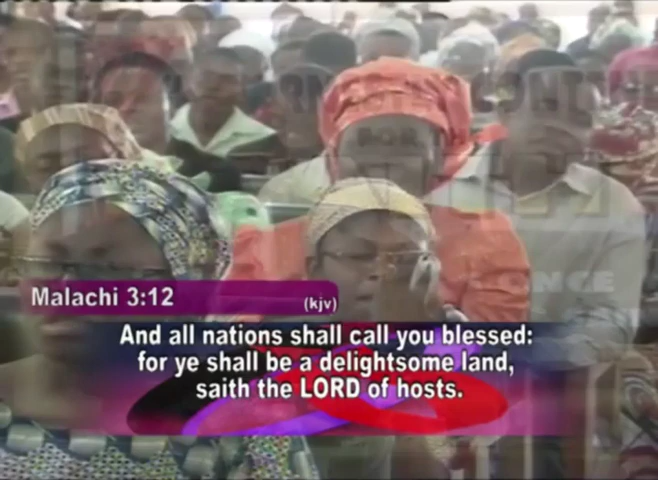 Malachi 3:12
(kjv)
And all nations shall call you blessed:
for ye shall be a delightsome land,
saith the LORD of hosts.